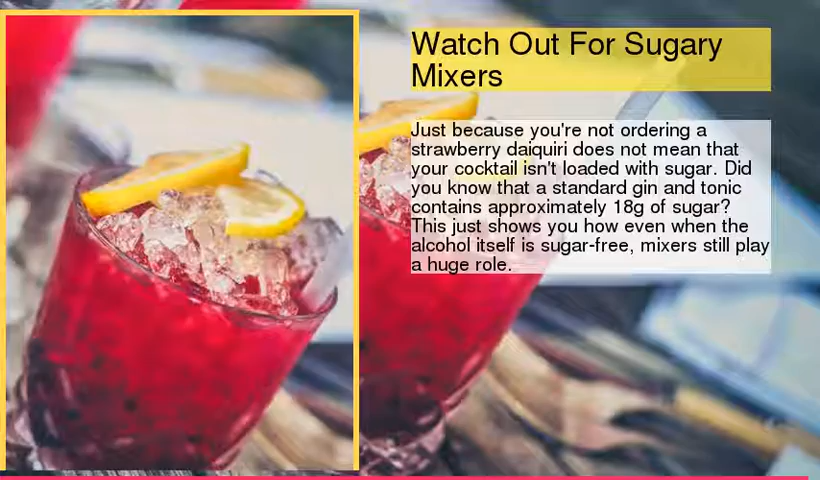 Watch Out For Sugary
Mixers
Just because you're not ordering a
strawberry daiquiri does not mean that
your cocktail isn't loaded with sugar. Did
you know that a standard gin and tonic
contains approximately 18g of sugar?
This just shows you how even when the
alcohol itself is sugar-free, mixers still play
a huge role.